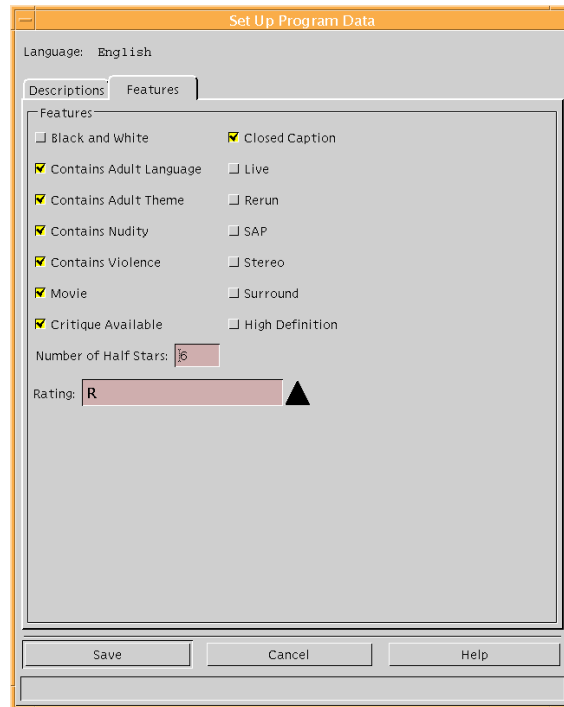 Set Up Program Data
Language: English
Descriptions Features
Features
Black and White Closed Caption
Contains Adult Language Live
Contains Adult Theme Rerun
Contains Nudity SAP
Contains Violence Stereo
Movie Surround
Critique Available High Definition
Number of Half Stars: 6
Rating: R
Save Cancel Help